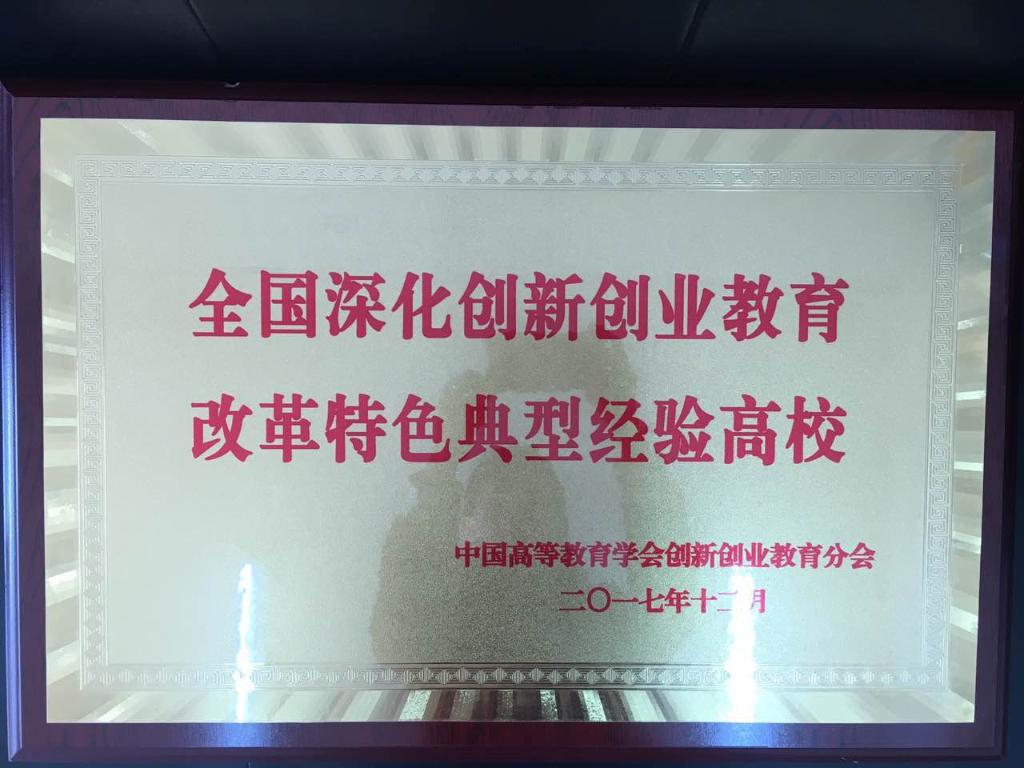 全国深化创新创业教育
改革特色典型经验高校
中国高等教育学会创新创业教育分会
二〇一七年十二月